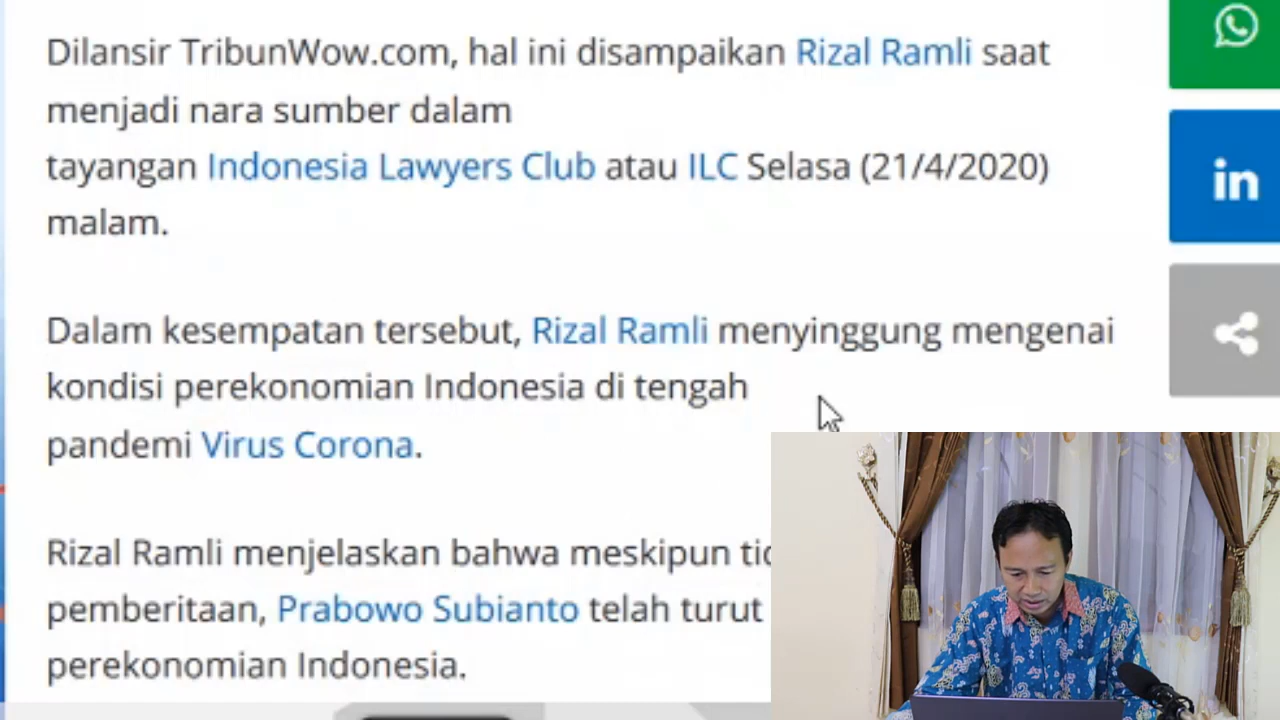 Dilansir TribunWow.com, hal ini disampaikan Rizal Ramli saat
menjadi nara sumber dalam
tayangan Indonesia Lawyers Club atau ILC Selasa (21/4/2020)
malam.
Dalam kesempatan tersebut, Rizal Ramli menyinggung mengenai
kondisi perekonomian Indonesia di tengah
pandemi Virus Corona.
Rizal Ramli menjelaskan bahwa meskipun
pemberitaan, Prabowo Subianto telah turut
perekonomian Indonesia.
in